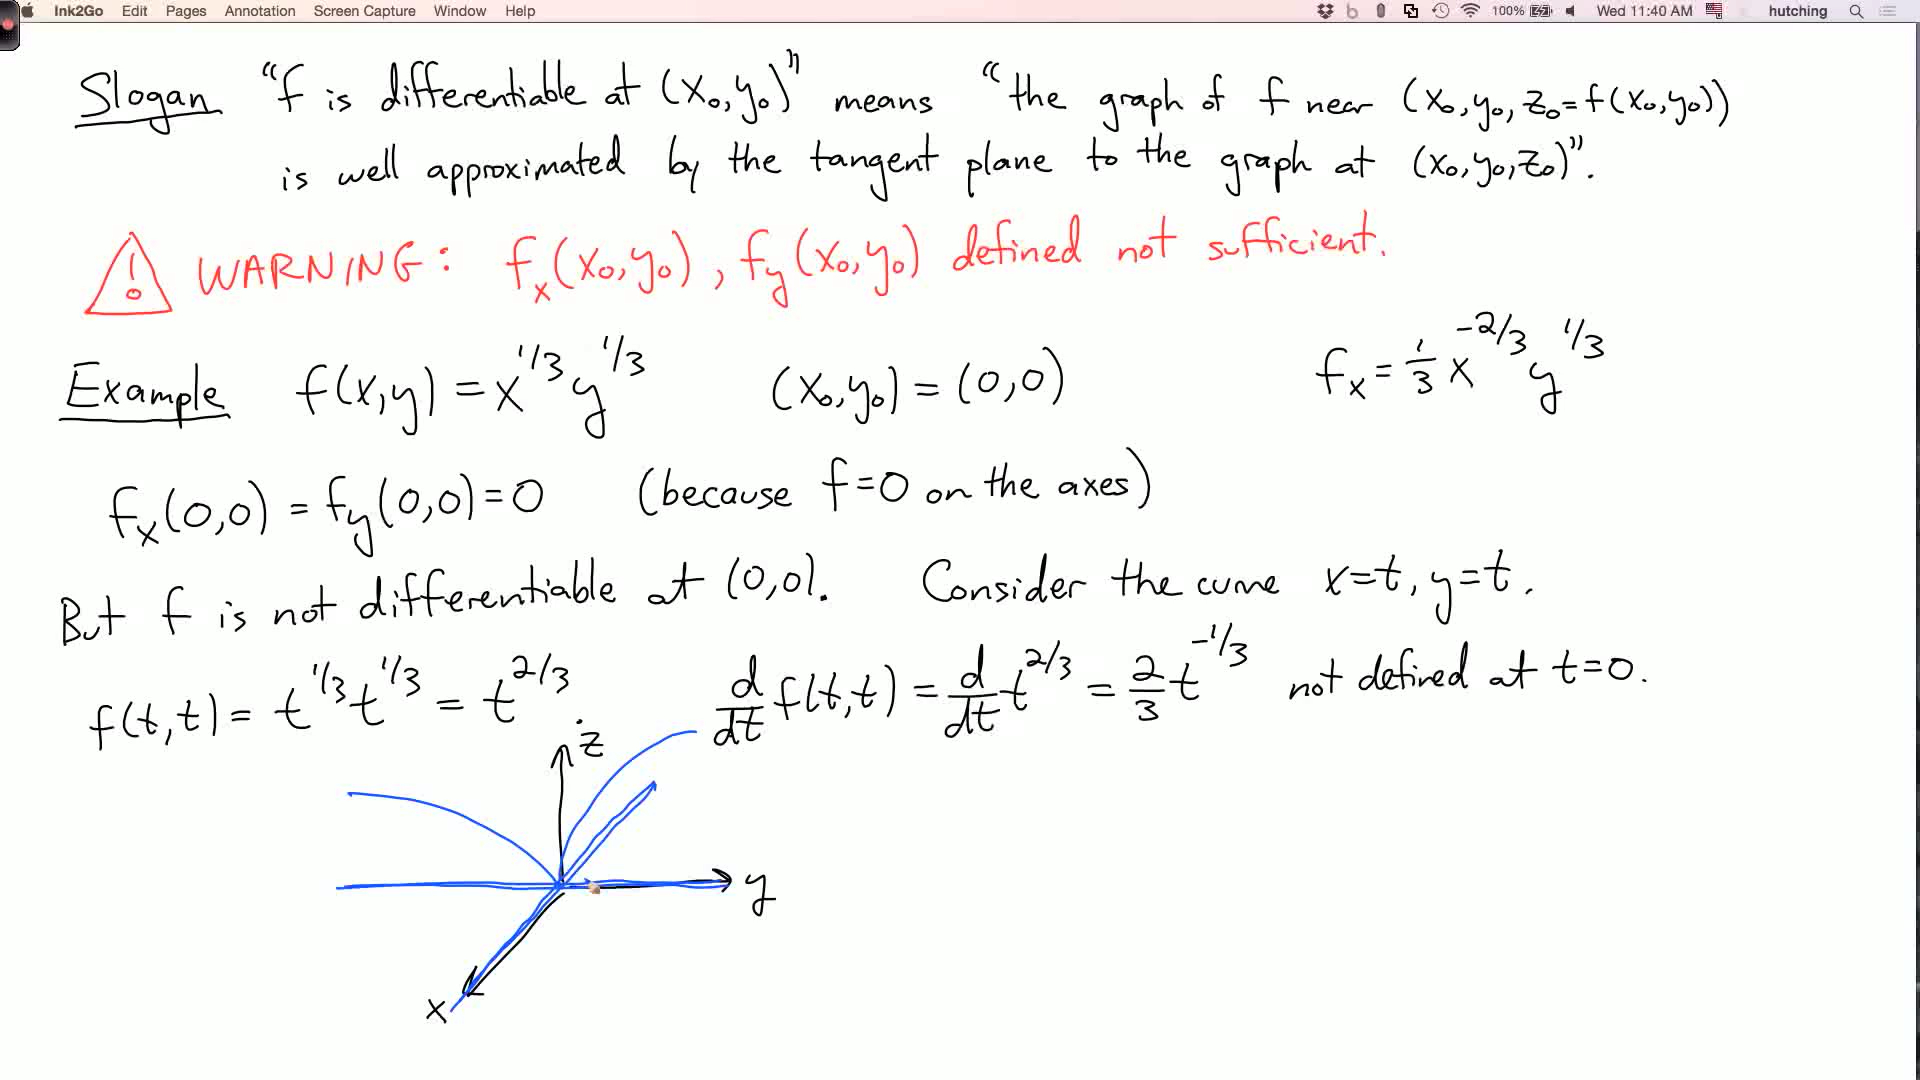 Ink2Go Edit Pages Annotation Screen Capture Window Help 100% Wed 11:40 AM hutching
Slogan "f is differentiable at (x₀,y₀)" means "the graph of f near (x₀,y₀,z₀=f(x₀,y₀))
is well approximated by the tangent plane to the graph at (x₀,y₀,z₀)".
! WARNING: fₓ(x₀,y₀), f_y(x₀,y₀) defined not sufficient.
Example f(x,y) = x^{1/3} y^{1/3} (x₀,y₀) = (0,0) fₓ = 1/3 x^{-2/3} y^{1/3}
fₓ(0,0) = f_y(0,0) = 0 (because f=0 on the axes)
But f is not differentiable at (0,0). Consider the curve x=t, y=t.
f(t,t) = t^{1/3} t^{1/3} = t^{2/3}. d/dt f(t,t) = d/dt t^{2/3} = 2/3 t^{-1/3} not defined at t=0.
z
y
x